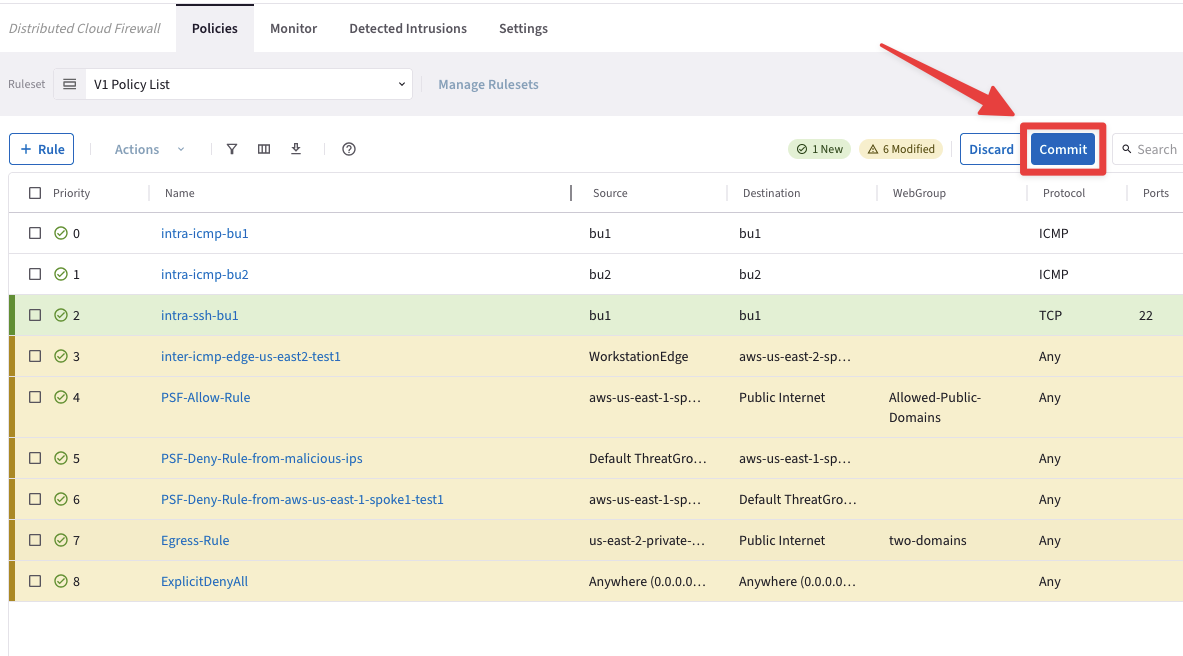 Distributed Cloud Firewall Policies Monitor Detected Intrusions Settings
Ruleset V1 Policy List Manage Rulesets
+ Rule Actions 1 New 6 Modified Discard Commit Search
Priority Name Source Destination WebGroup Protocol Ports
0 intra-icmp-bu1 bu1 bu1 ICMP
1 intra-icmp-bu2 bu2 bu2 ICMP
2 intra-ssh-bu1 bu1 bu1 TCP 22
3 inter-icmp-edge-us-east2-test1 WorkstationEdge aws-us-east-2-sp… Any
4 PSF-Allow-Rule aws-us-east-1-sp… Public Internet Allowed-Public- Any
Domains
5 PSF-Deny-Rule-from-malicious-ips Default ThreatGro… aws-us-east-1-sp… Any
6 PSF-Deny-Rule-from-aws-us-east-1-spoke1-test1 aws-us-east-1-sp… Default ThreatGro… Any
7 Egress-Rule us-east-2-private-… Public Internet two-domains Any
8 ExplicitDenyAll Anywhere (0.0.0.0… Anywhere (0.0.0.0… Any